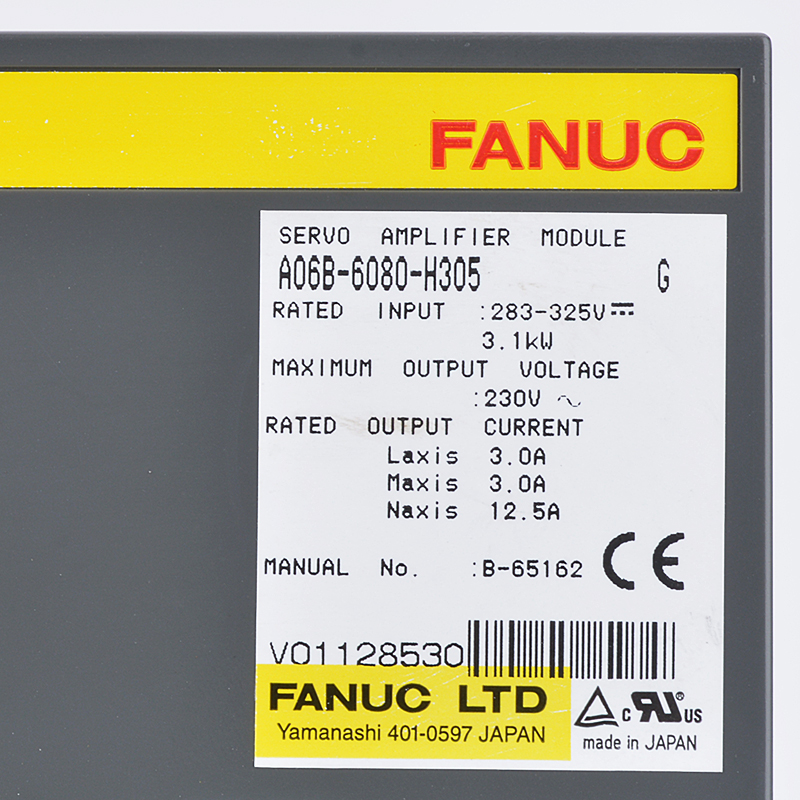 FANUC
SERVO AMPLIFIER MODULE
A06B-6080-H305 G
RATED INPUT :283-325V⎓
3.1kW
MAXIMUM OUTPUT VOLTAGE
:230V ~
RATED OUTPUT CURRENT
Laxis 3.0A
Maxis 3.0A
Naxis 12.5A
MANUAL No. :B-65162 CE
V01128530
FANUC LTD
Yamanashi 401-0597 JAPAN
c RU® US
made in JAPAN